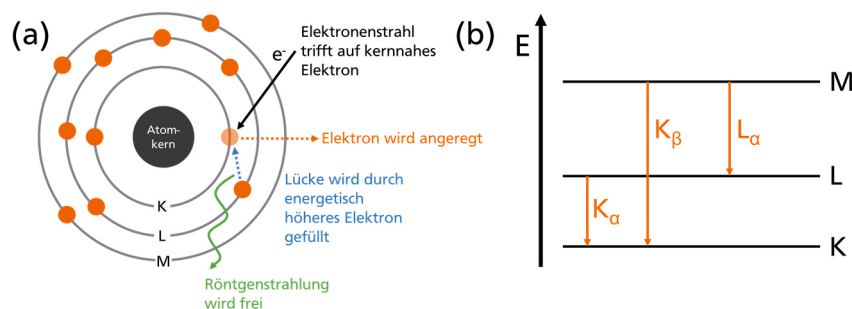 (a)
Elektronenstrahl
trifft auf kernnahes
Elektron
e-
Atom-
kern
Elektron wird angeregt
Lücke wird durch
energetisch
höheres Elektron
gefüllt
K
L
M
Röntgenstrahlung
wird frei
(b)
E
M
Kβ
Lα
L
Kα
K